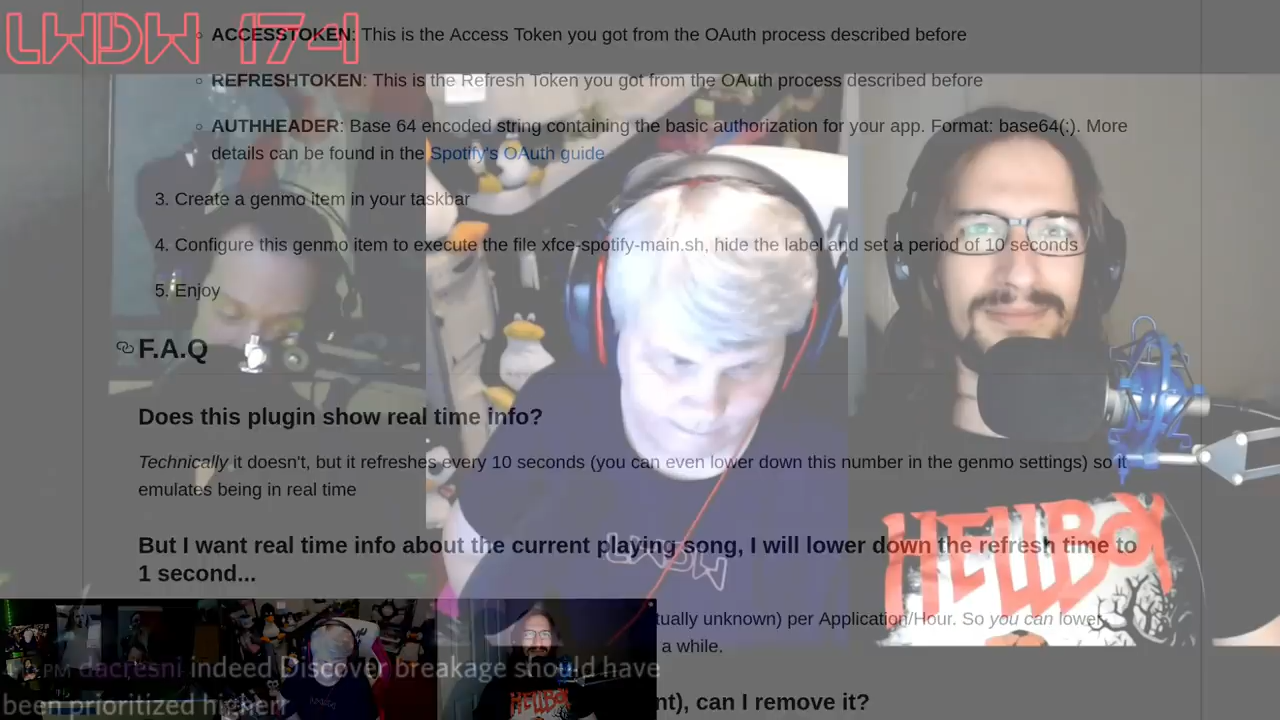 LWDW 174
ACCESSTOKEN: This is the Access Token you got from the OAuth process described before
REFRESHTOKEN: This is the Refresh Token you got from the OAuth process described before
AUTHHEADER: Base 64 encoded string containing the basic authorization for your app. Format: base64(:). More
details can be found in the Spotify's OAuth guide
3. Create a genmo item in your taskbar
4. Configure this genmo item to execute the file xfce-spotify-main.sh, hide the label and set a period of 10 seconds
5. Enjoy
F.A.Q
Does this plugin show real time info?
Technically it doesn't, but it refreshes every 10 seconds (you can even lower down this number in the genmo settings) so it
emulates being in real time
But I want real time info about the current playing song, I will lower down the refresh time to
1 second...
LWDW
HELLBOY
tually unknown) per Application/Hour. So you can lower
a while.
PM dacresni indeed Discover breakage should have
been prioritized higherr
nt), can I remove it?